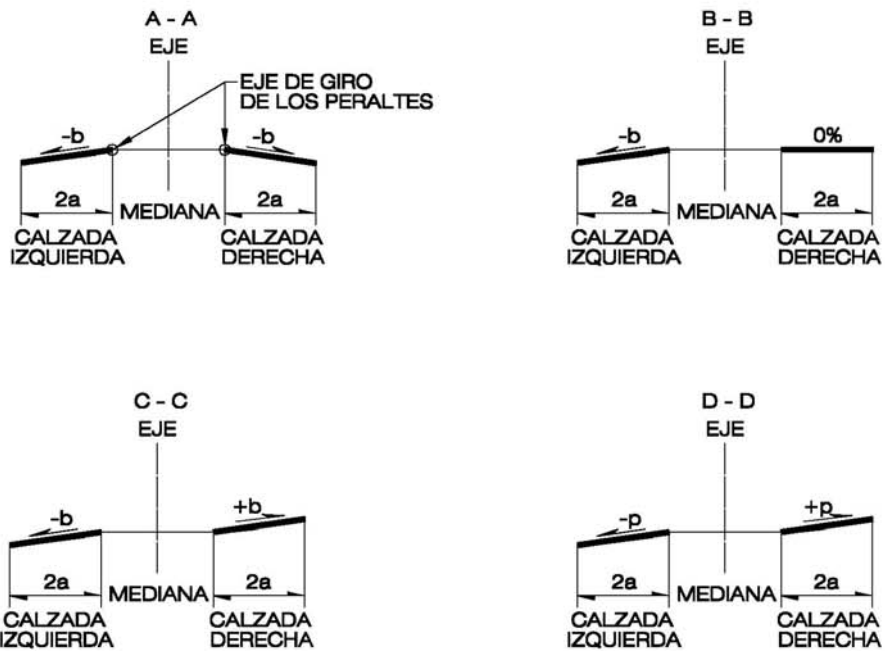 A - A
EJE
EJE DE GIRO
DE LOS PERALTES
-b
-b
2a
MEDIANA
2a
CALZADA
IZQUIERDA
CALZADA
DERECHA
B - B
EJE
-b
0%
2a
MEDIANA
2a
CALZADA
IZQUIERDA
CALZADA
DERECHA
C - C
EJE
-b
+b
2a
MEDIANA
2a
CALZADA
IZQUIERDA
CALZADA
DERECHA
D - D
EJE
-p
+p
2a
MEDIANA
2a
CALZADA
IZQUIERDA
CALZADA
DERECHA